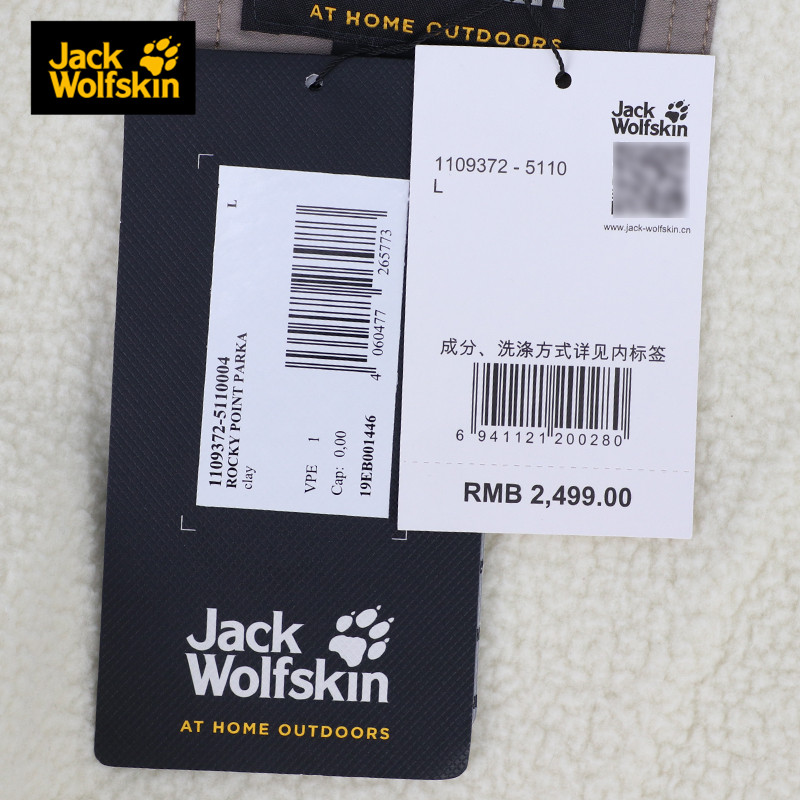 Jack
Wolfskin
AT HOME OUTDOORS
Jack
Wolfskin
1109372 - 5110
L
www.jack-wolfskin.cn
成分、洗涤方式详见内标签
6 941121 200280
RMB 2,499.00
L
4 060477 265773
1109372-5110004
ROCKY POINT PARKA
clay
VPE 1
Cap: 0,00
19EB001446
Jack
Wolfskin
AT HOME OUTDOORS